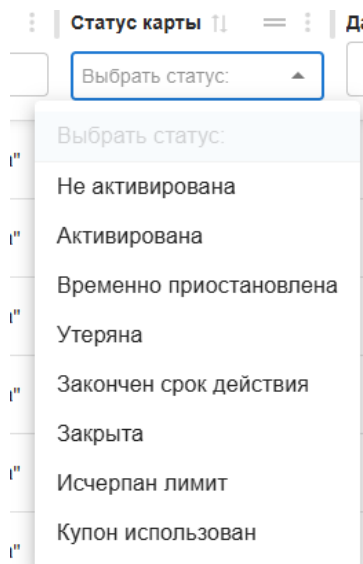 Статус карты
Да
Выбрать статус:
Выбрать статус:
Не активирована
Активирована
Временно приостановлена
Утеряна
Закончен срок действия
Закрыта
Исчерпан лимит
Купон использован